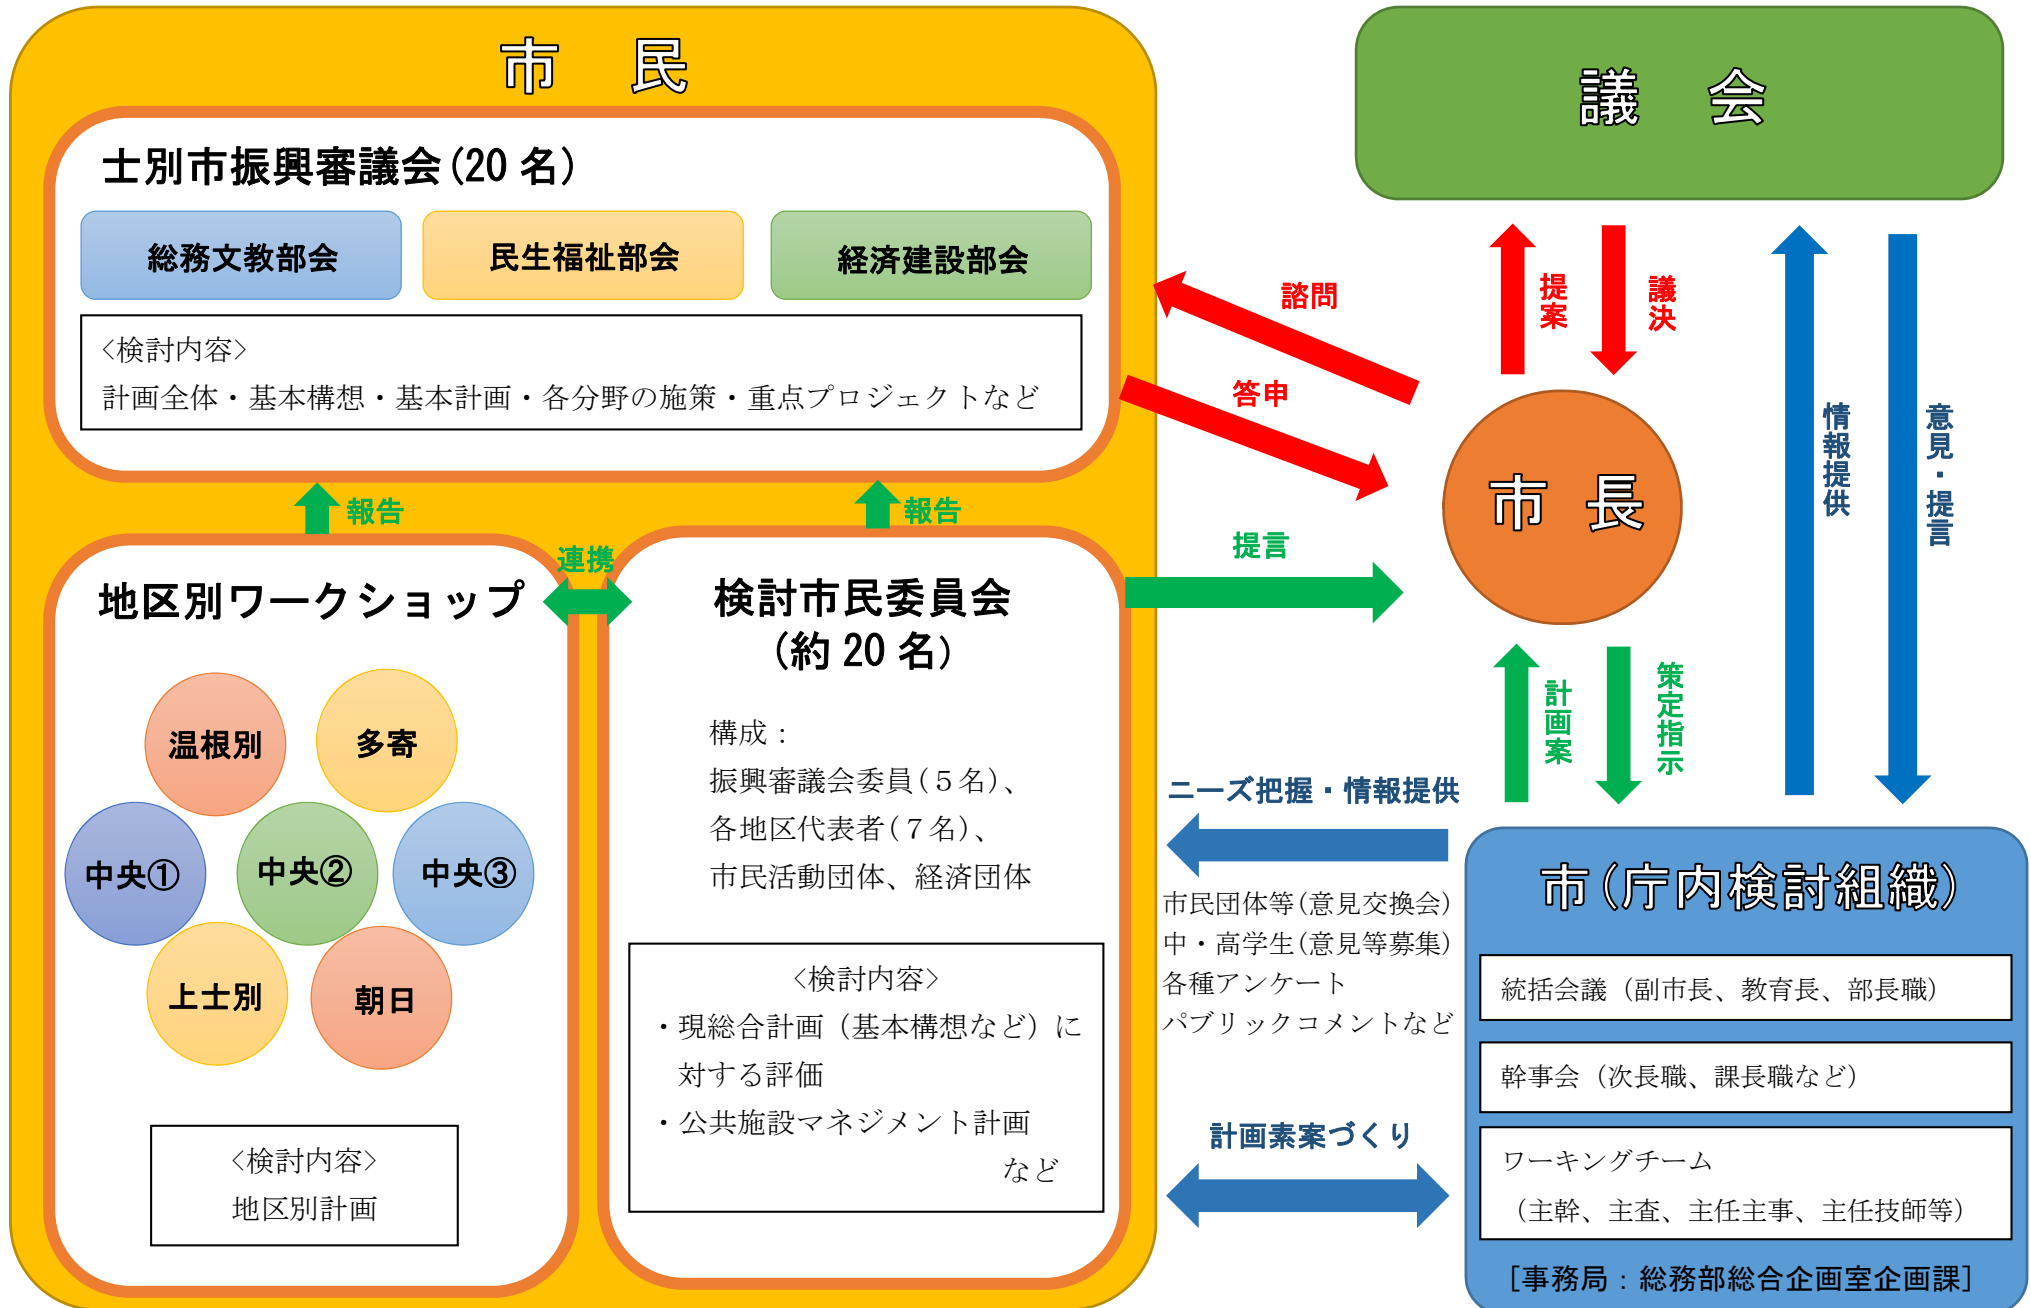 市　民
士別市振興審議会(20 名)
総務文教部会
民生福祉部会
経済建設部会
<検討内容>
計画全体・基本構想・基本計画・各分野の施策・重点プロジェクトなど
報告
報告
連携
地区別ワークショップ
温根別
多寄
中央①
中央②
中央③
上士別
朝日
<検討内容>
地区別計画
検討市民委員会
(約 20 名)
構成：
振興審議会委員(５名)、
各地区代表者(７名)、
市民活動団体、経済団体
<検討内容>
・現総合計画（基本構想など）に
対する評価
・公共施設マネジメント計画
など
議　会
諮問
答申
提案
議決
提言
市 長
情報提供
意見・提言
計画案
策定指示
ニーズ把握・情報提供
市民団体等(意見交換会)
中・高学生(意見等募集)
各種アンケート
パブリックコメントなど
計画素案づくり
市(庁内検討組織)
統括会議（副市長、教育長、部長職）
幹事会（次長職、課長職など）
ワーキングチーム
（主幹、主査、主任主事、主任技師等）
[事務局：総務部総合企画室企画課]